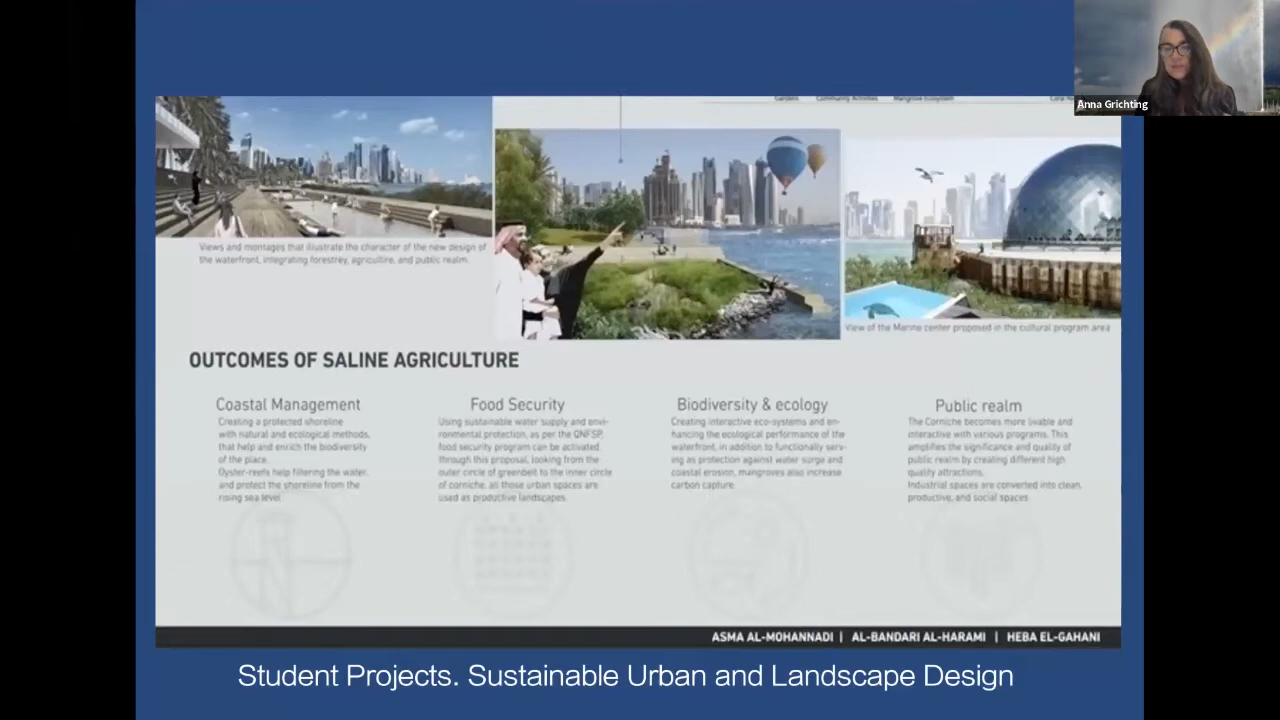 Gardens Community Activities Mangrove Ecosystem
Anna Grichting
Views and montages that illustrate the character of the new design of
the waterfront, integrating forestrey, agriculture, and public realm.
View of the Marine center proposed in the cultural program area
OUTCOMES OF SALINE AGRICULTURE
Coastal Management
Creating a protected shoreline
with natural and ecological methods,
that help and enrich the biodiversity
of the place.
Oyster-reefs help filtering the water,
and protect the shoreline from the
rising sea level.
Food Security
Using sustainable water supply and envi-
ronmental protection, as per the QNFSP,
food security program can be activated
through this proposal, looking from the
outer circle of greenbelt to the inner circle
of corniche, all those urban spaces are
used as productive landscapes.
Biodiversity & ecology
Creating interactive eco-systems and en-
hancing the ecological performance of the
waterfront, in addition to functionally serv-
ing as protection against water surge and
coastal erosion, mangroves also increase
carbon capture.
Public realm
The Corniche becomes more livable and
interactive with various programs. This
amplifies the significance and quality of
public realm by creating different high
quality attractions.
Industrial spaces are converted into clean,
productive, and social spaces.
ASMA AL-MOHANNADI | AL-BANDARI AL-HARAMI | HEBA EL-GAHANI
Student Projects. Sustainable Urban and Landscape Design